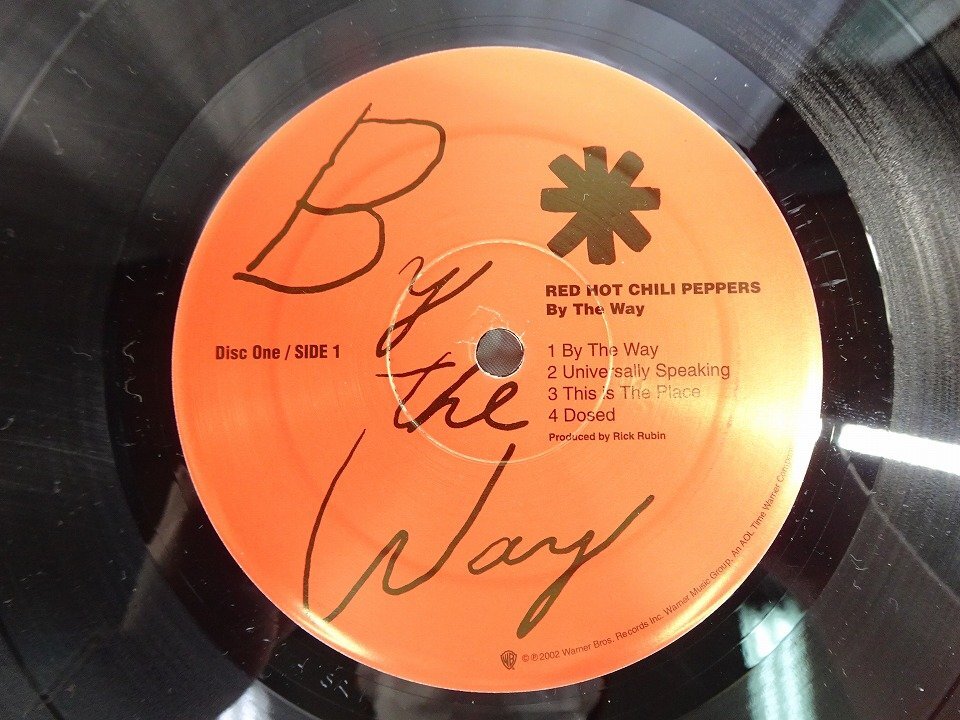 By
the
Way
RED HOT CHILI PEPPERS
By The Way
Disc One / SIDE 1
1 By The Way
2 Universally Speaking
3 This is The Place
4 Dosed
Produced by Rick Rubin
WB ©℗2002 Warner Bros. Records Inc. Warner Music Group. An AOL Time Warner